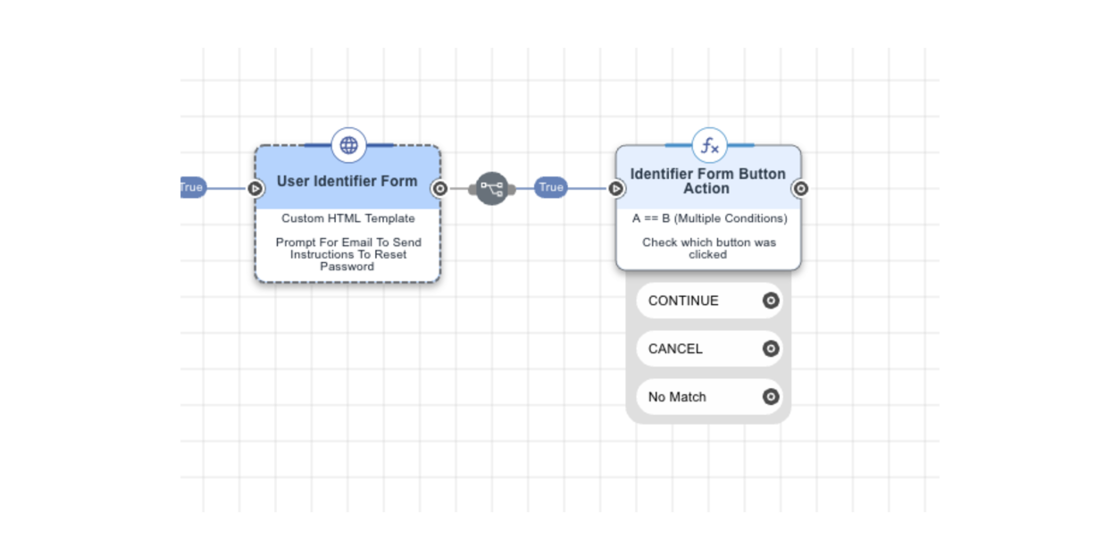 True
User Identifier Form
Custom HTML Template
Prompt For Email To Send
Instructions To Reset
Password
True
fx
Identifier Form Button
Action
A == B (Multiple Conditions)
Check which button was
clicked
CONTINUE
CANCEL
No Match